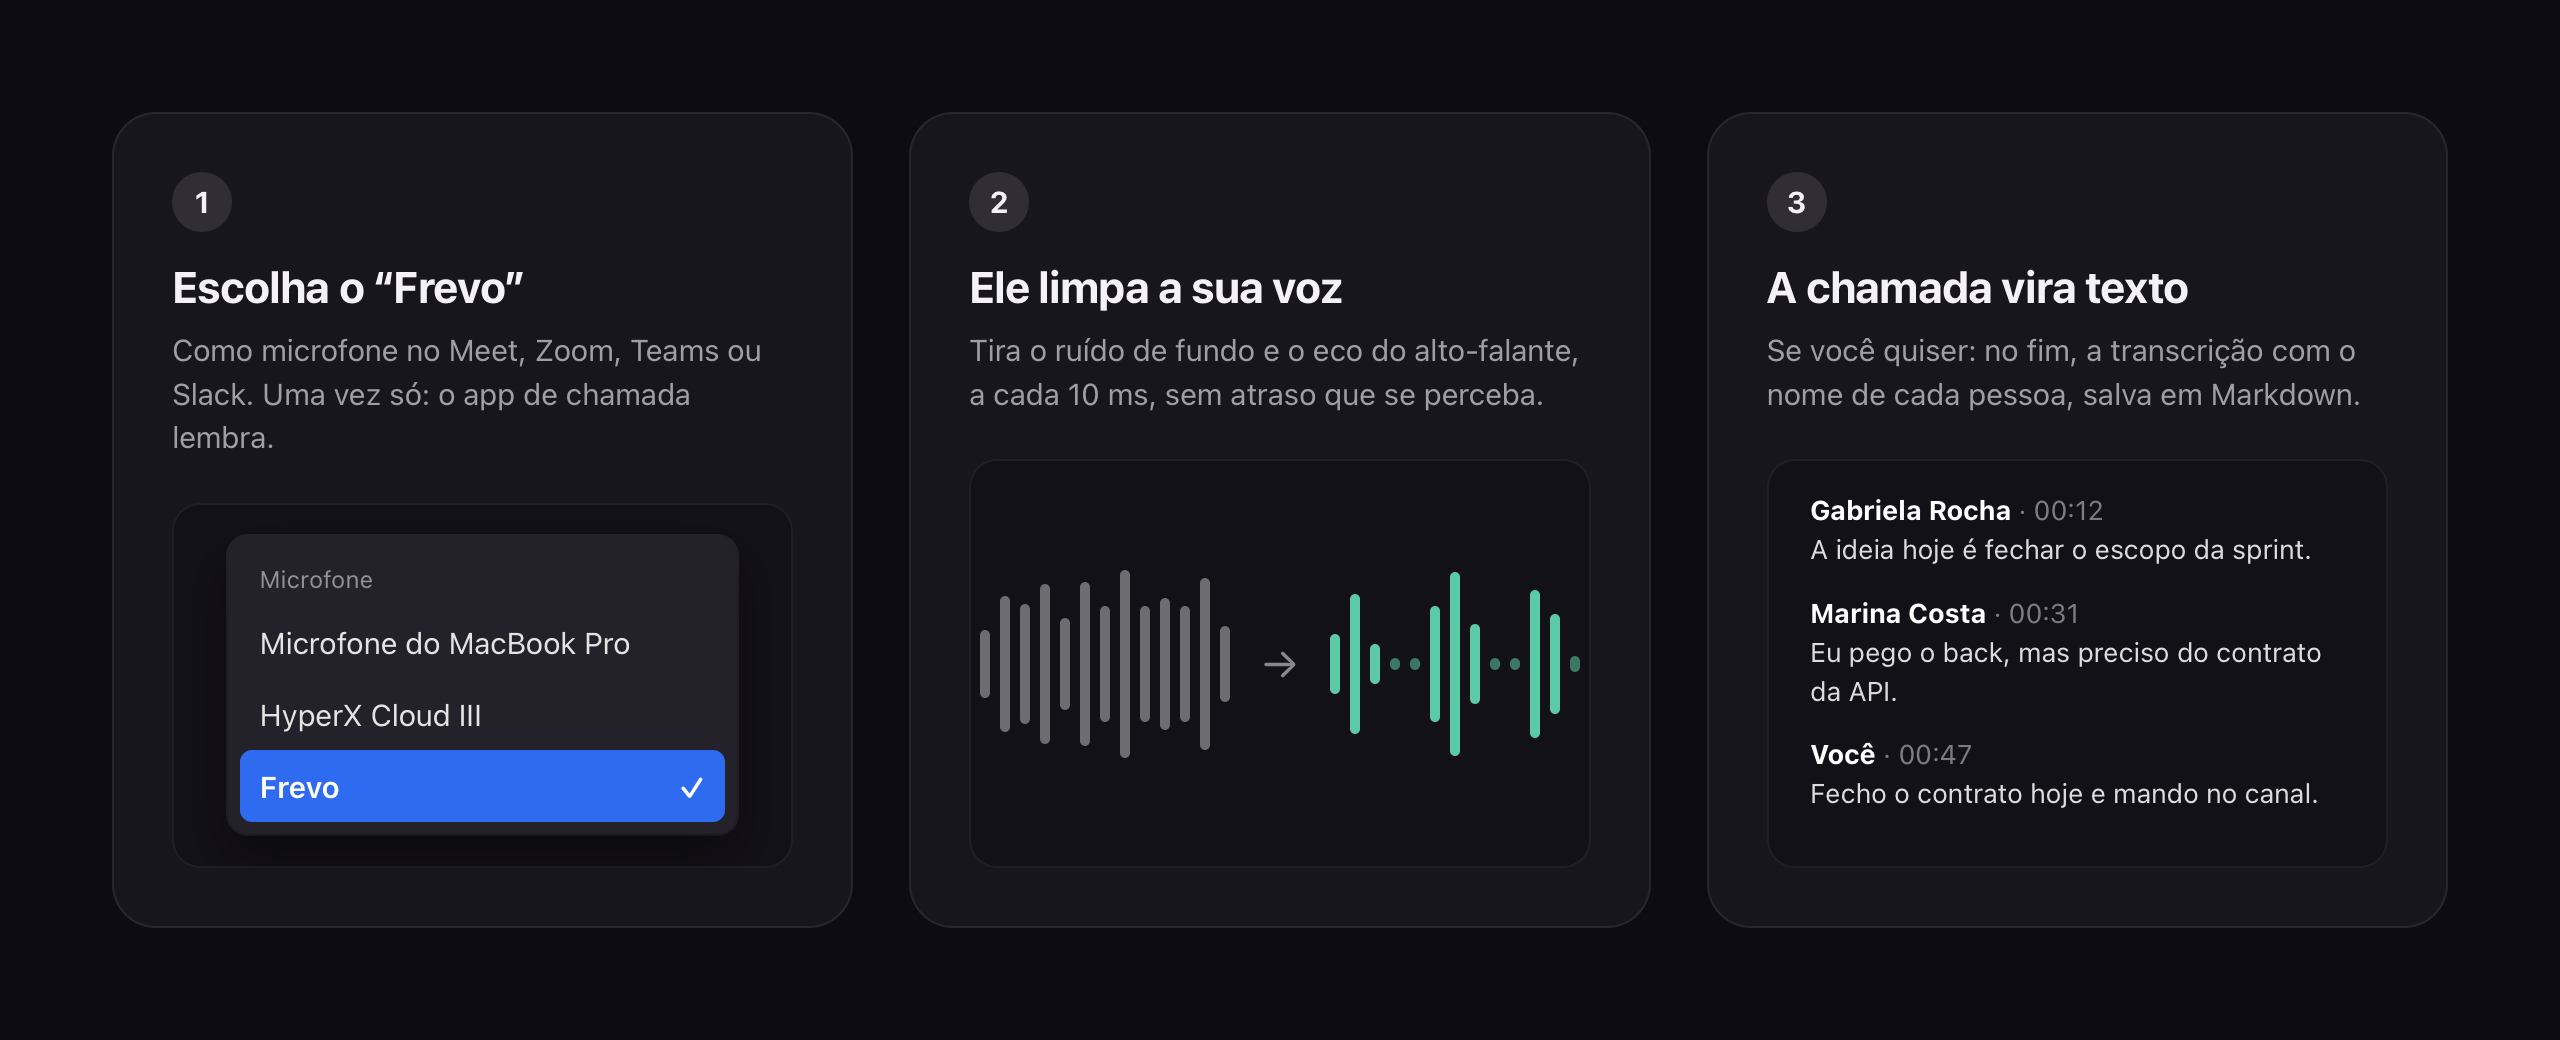 1
Escolha o “Frevo”
Como microfone no Meet, Zoom, Teams ou
Slack. Uma vez só: o app de chamada
lembra.
Microfone
Microfone do MacBook Pro
HyperX Cloud III
Frevo
2
Ele limpa a sua voz
Tira o ruído de fundo e o eco do alto-falante,
a cada 10 ms, sem atraso que se perceba.
3
A chamada vira texto
Se você quiser: no fim, a transcrição com o
nome de cada pessoa, salva em Markdown.
Gabriela Rocha · 00:12
A ideia hoje é fechar o escopo da sprint.
Marina Costa · 00:31
Eu pego o back, mas preciso do contrato
da API.
Você · 00:47
Fecho o contrato hoje e mando no canal.